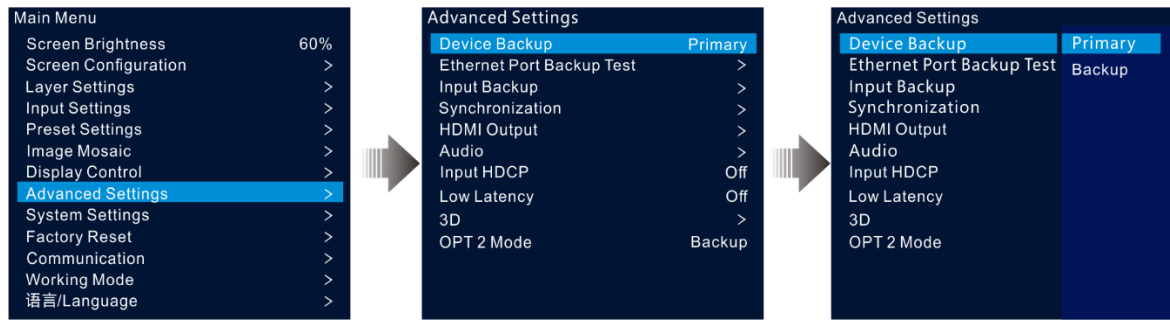 Main Menu
Screen Brightness 60%
Screen Configuration >
Layer Settings >
Input Settings >
Preset Settings >
Image Mosaic >
Display Control >
Advanced Settings >
System Settings >
Factory Reset >
Communication >
Working Mode >
语言/Language >
Advanced Settings
Device Backup Primary
Ethernet Port Backup Test >
Input Backup >
Synchronization >
HDMI Output >
Audio >
Input HDCP Off
Low Latency Off
3D >
OPT 2 Mode Backup
Advanced Settings
Device Backup Primary
Ethernet Port Backup Test Backup
Input Backup
Synchronization
HDMI Output
Audio
Input HDCP
Low Latency
3D
OPT 2 Mode